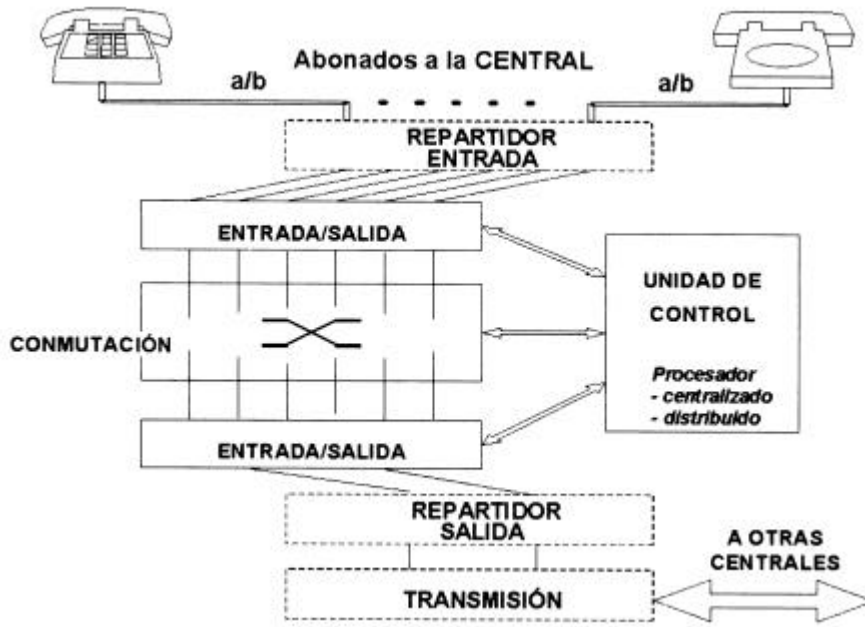 Abonados a la CENTRAL
a/b
a/b
REPARTIDOR
ENTRADA
ENTRADA/SALIDA
UNIDAD DE
CONTROL
CONMUTACIÓN
Procesador
- centralizado
- distribuido
ENTRADA/SALIDA
REPARTIDOR
SALIDA
A OTRAS
CENTRALES
TRANSMISIÓN